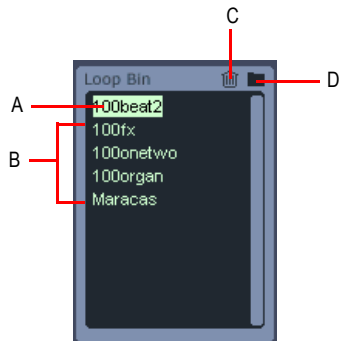 C
Loop Bin
D
A
100beat2
B
100fx
100onetwo
100organ
Maracas